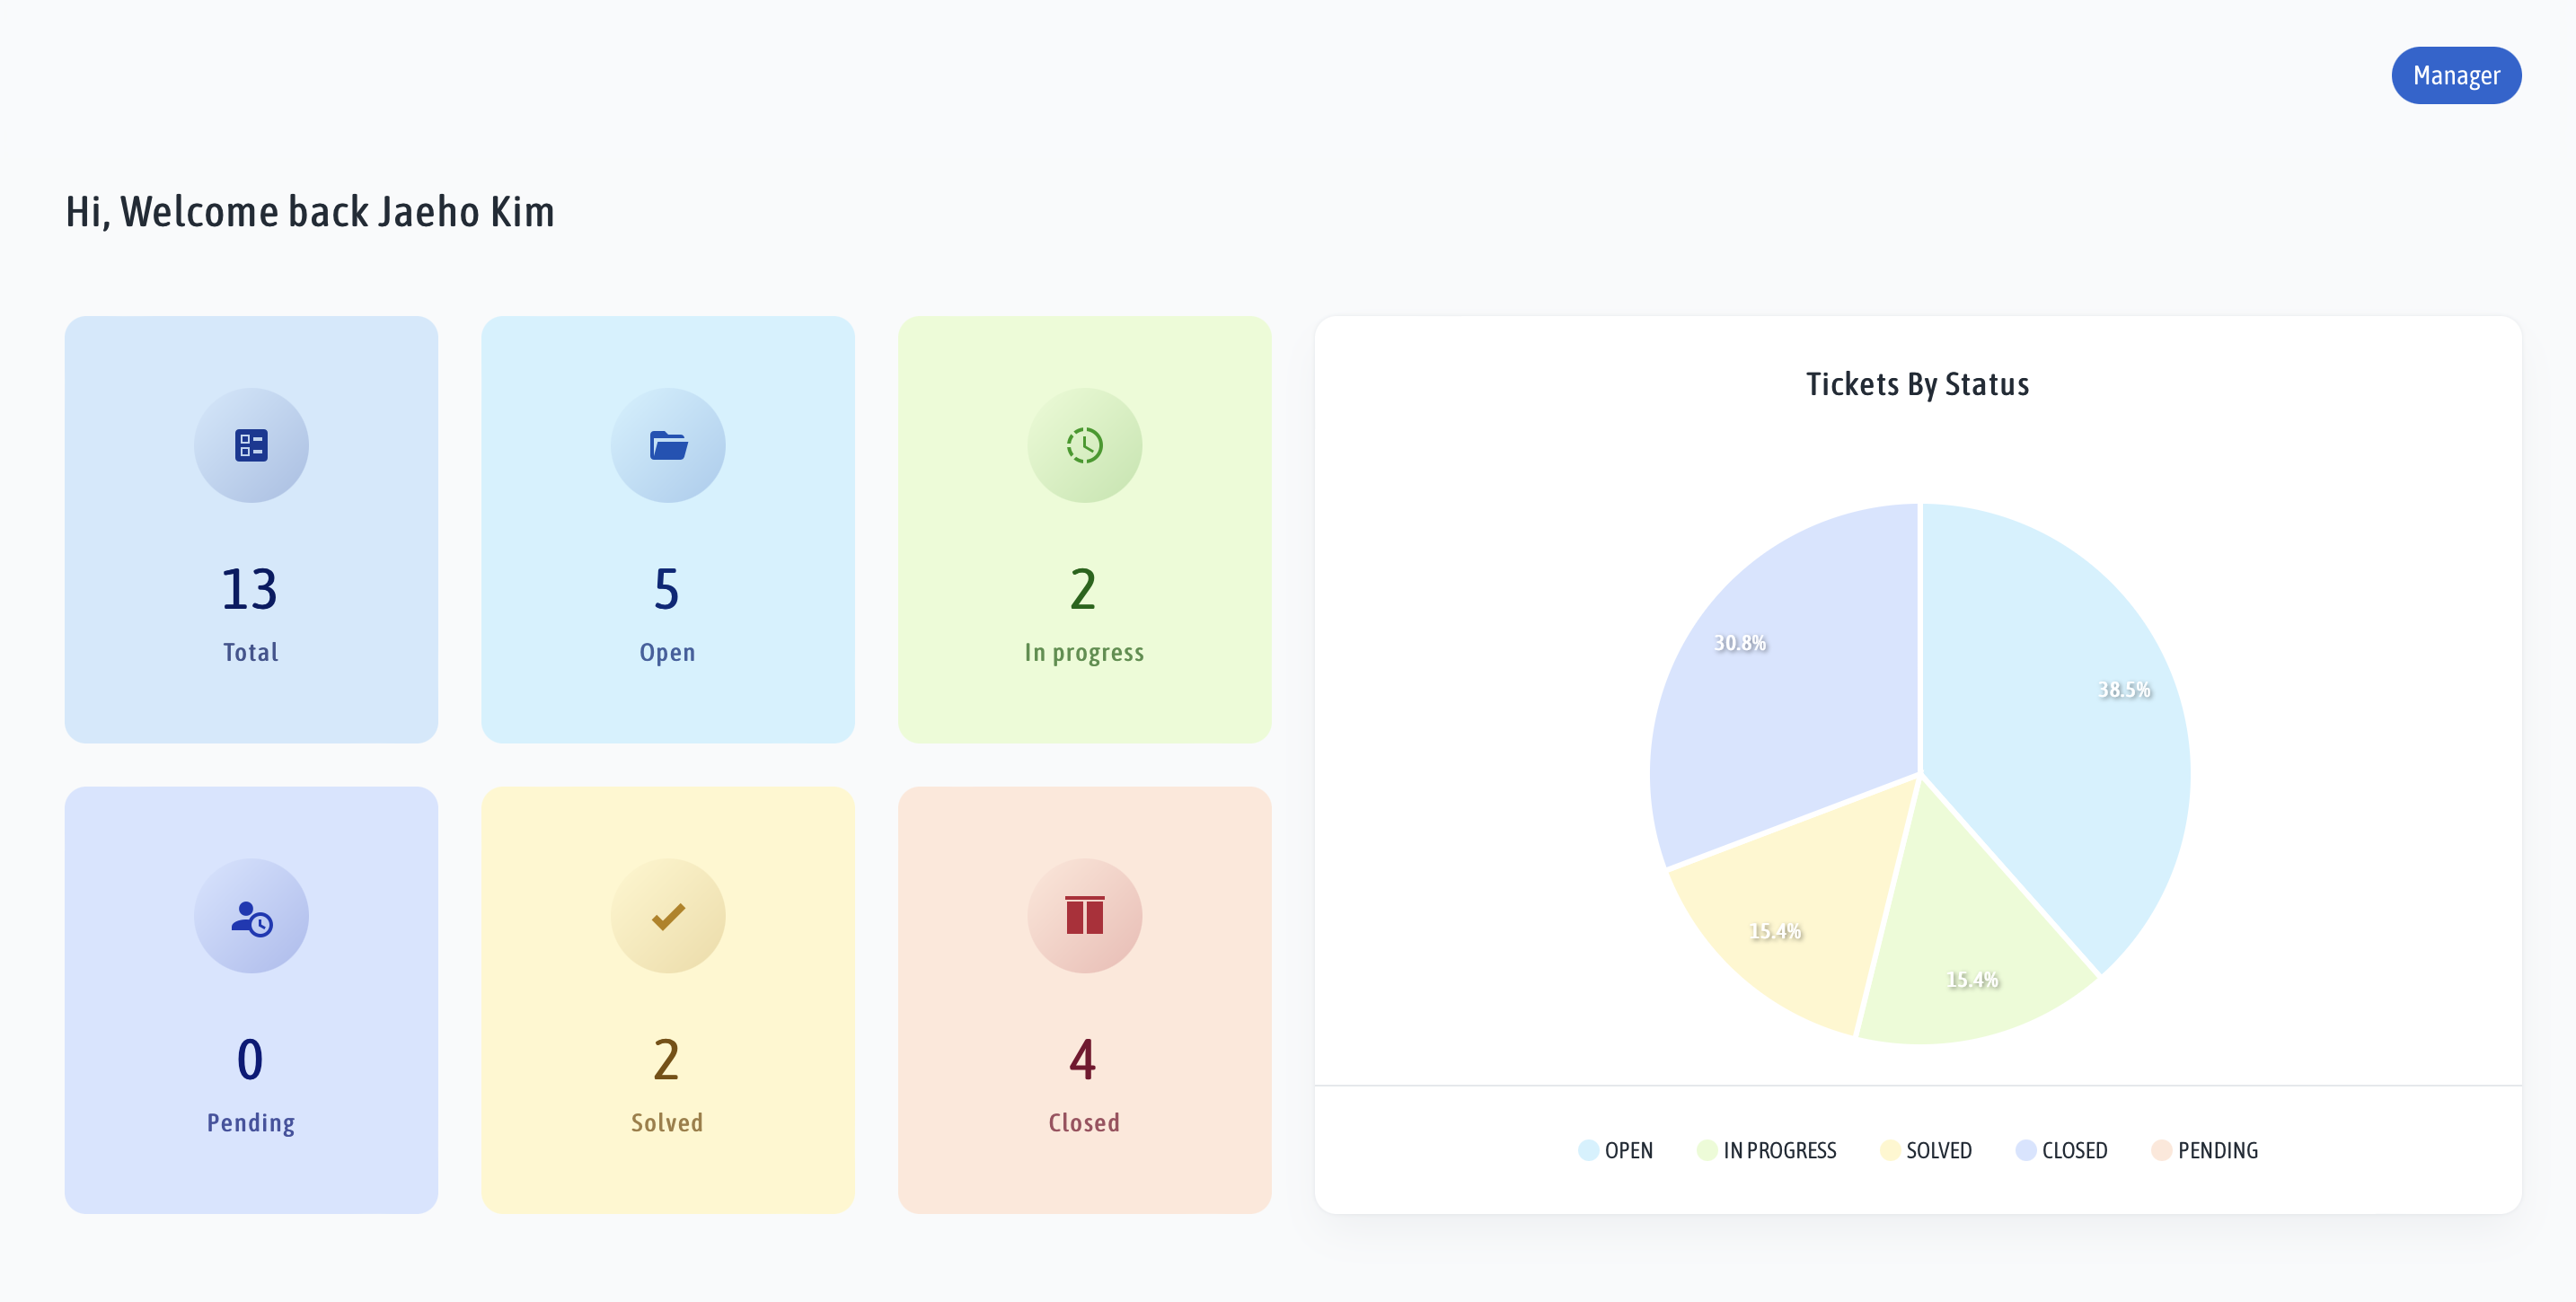 Manager
Hi, Welcome back Jaeho Kim
13
Total
5
Open
2
In progress
0
Pending
2
Solved
4
Closed
Tickets By Status
30.8%
38.5%
15.4%
15.4%
OPEN
IN PROGRESS
SOLVED
CLOSED
PENDING